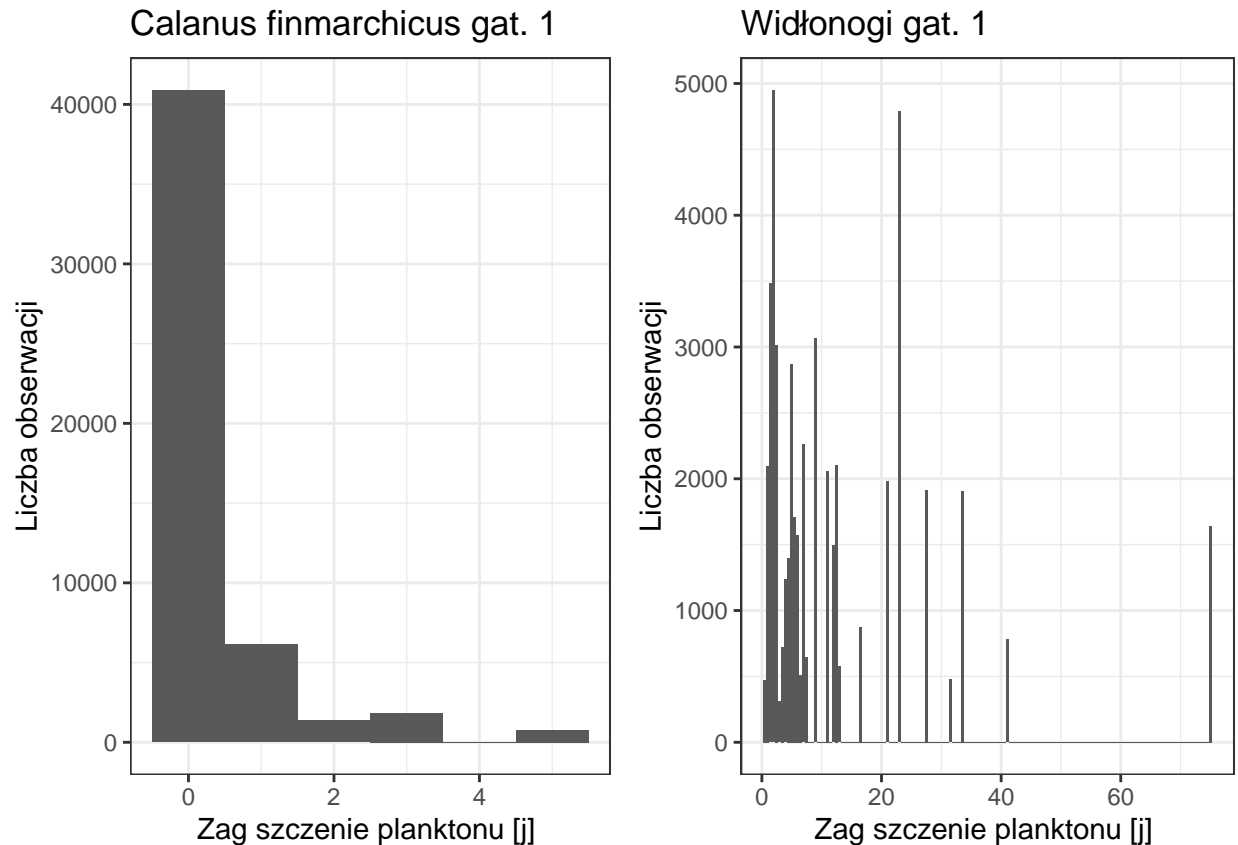 Calanus finmarchicus gat. 1
40000
30000
20000
10000
0
0 2 4
Liczba obserwacji
Zag szczenie planktonu [j]
Widłonogi gat. 1
5000
4000
3000
2000
1000
0
0 20 40 60
Liczba obserwacji
Zag szczenie planktonu [j]